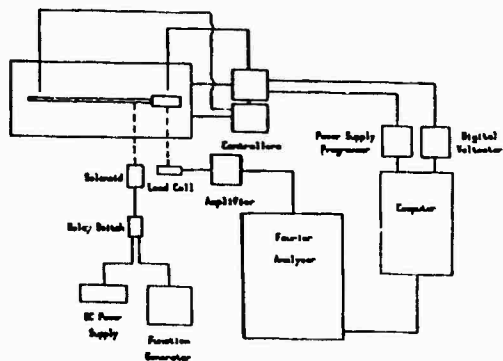 Controllers
Power Supply
Programmer
Digital
Voltmeter
Solenoid
Load Cell
Amplifier
Computer
Relay Switch
Fourier
Analyzer
DC Power
Supply
Function
Generator